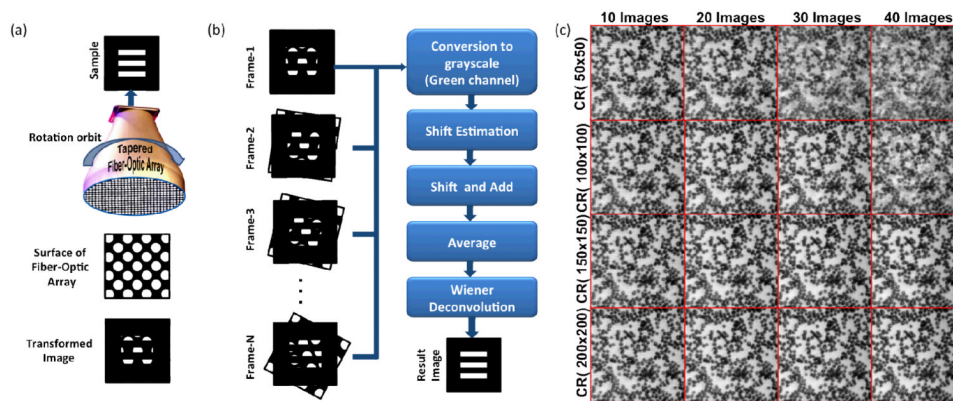 (a)
Sample
Rotation orbit
Tapered
Fiber-Optic Array
Surface of
Fiber-Optic
Array
Transformed
Image
(b)
Frame-1
Frame-2
Frame-3
Frame-N
Conversion to
grayscale
(Green channel)
Shift Estimation
Shift and Add
Average
Wiener
Deconvolution
Result
Image
(c)
10 Images
20 Images
30 Images
40 Images
CR( 50x50)
CR( 100x100)
CR( 150x150)
CR( 200x200)